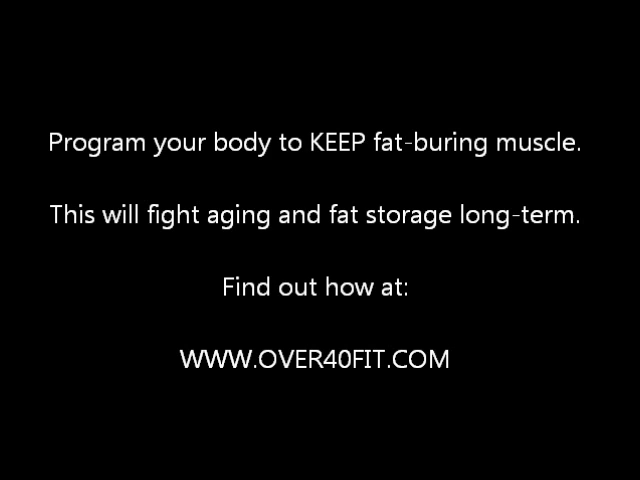 Program your body to KEEP fat-buring muscle.
This will fight aging and fat storage long-term.
Find out how at:
WWW.OVER40FIT.COM